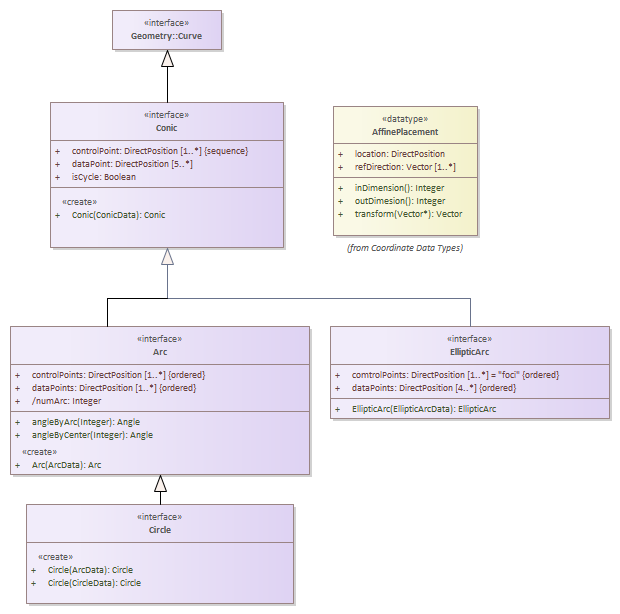 «interface»
Geometry::Curve
«interface»
Conic
+ controlPoint: DirectPosition [1..*] {sequence}
+ dataPoint: DirectPosition [5..*]
+ isCycle: Boolean
«create»
+ Conic(ConicData): Conic
«datatype»
AffinePlacement
+ location: DirectPosition
+ refDirection: Vector [1..*]
+ inDimension(): Integer
+ outDimesion(): Integer
+ transform(Vector*): Vector
(from Coordinate Data Types)
«interface»
Arc
+ controlPoints: DirectPosition [1..*] {ordered}
+ dataPoints: DirectPosition [1..*] {ordered}
+ /numArc: Integer
+ angleByArc(Integer): Angle
+ angleByCenter(Integer): Angle
«create»
+ Arc(ArcData): Arc
«interface»
EllipticArc
+ comtrolPoints: DirectPosition [1..*] = "foci" {ordered}
+ dataPoints: DirectPosition [4..*] {ordered}
+ EllipticArc(EllipticArcData): EllipticArc
«interface»
Circle
«create»
+ Circle(ArcData): Circle
+ Circle(CircleData): Circle